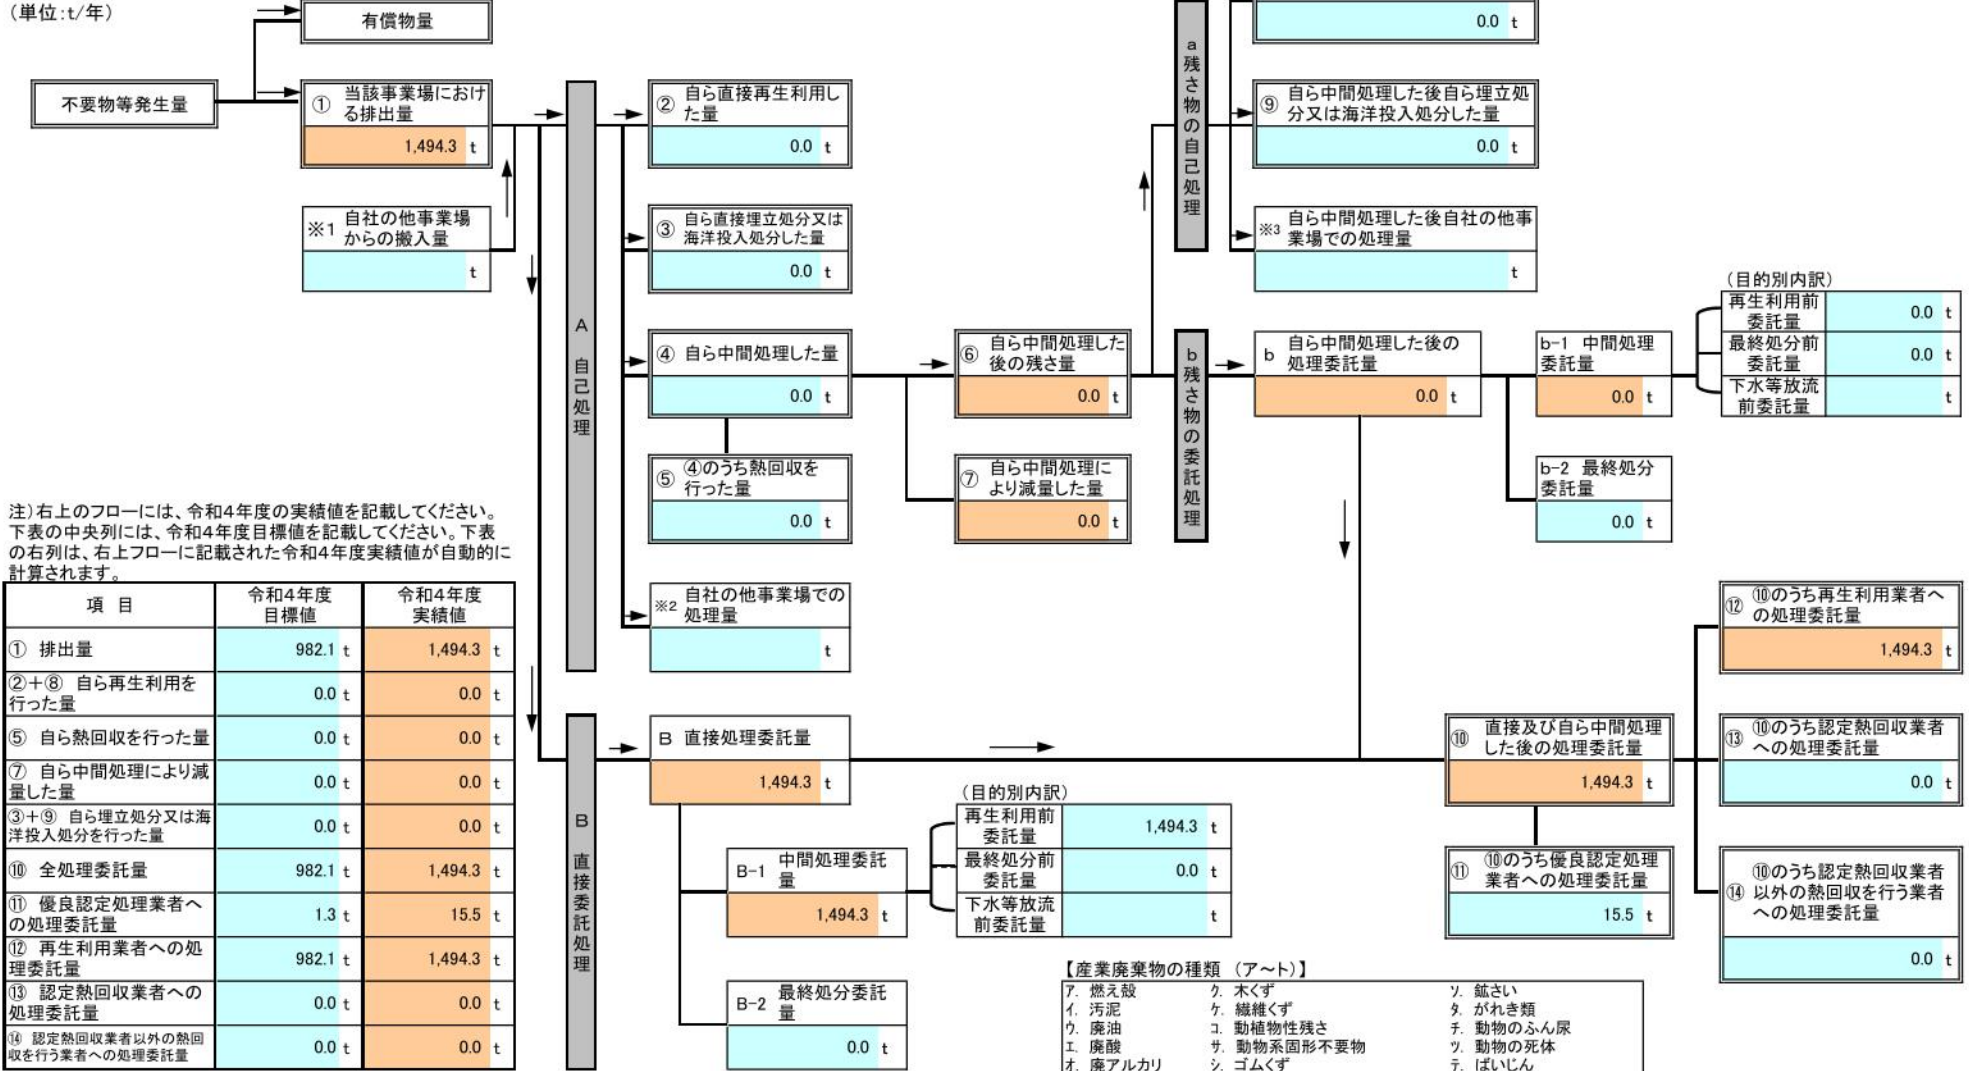 (単位:t/年)
有償物量
不要物等発生量
① 当該事業場におけ
る排出量
1,494.3 t
※1 自社の他事業場
からの搬入量
t
A 自己処理
② 自ら直接再生利用し
た量
0.0 t
③ 自ら直接埋立処分又は
海洋投入処分した量
0.0 t
④ 自ら中間処理した量
0.0 t
⑤ ④のうち熱回収を
行った量
0.0 t
※2 自社の他事業場での
処理量
t
⑥ 自ら中間処理した
後の残さ量
0.0 t
⑦ 自ら中間処理に
より減量した量
0.0 t
a 残さ物の自己処理
0.0 t
⑨ 自ら中間処理した後自ら埋立処
分又は海洋投入処分した量
0.0 t
※3 自ら中間処理した後自社の他事
業場での処理量
t
b 残さ物の委託処理
b 自ら中間処理した後の
処理委託量
0.0 t
b-1 中間処理
委託量
0.0 t
b-2 最終処分
委託量
0.0 t
(目的別内訳)
再生利用前
委託量
0.0 t
最終処分前
委託量
0.0 t
下水等放流
前委託量
t
注)右上のフローには、令和4年度の実績値を記載してください。
下表の中央列には、令和4年度目標値を記載してください。下表
の右列は、右上フローに記載された令和4年度実績値が自動的に
計算されます。
項 目
令和4年度
目標値
令和4年度
実績値
① 排出量
982.1 t
1,494.3 t
②+⑧ 自ら再生利用を
行った量
0.0 t
0.0 t
⑤ 自ら熱回収を行った量
0.0 t
0.0 t
⑦ 自ら中間処理により減
量した量
0.0 t
0.0 t
③+⑨ 自ら埋立処分又は海
洋投入処分を行った量
0.0 t
0.0 t
⑩ 全処理委託量
982.1 t
1,494.3 t
⑪ 優良認定処理業者へ
の処理委託量
1.3 t
15.5 t
⑫ 再生利用業者への処
理委託量
982.1 t
1,494.3 t
⑬ 認定熱回収業者への
処理委託量
0.0 t
0.0 t
⑭ 認定熱回収業者以外の熱回
収を行う業者への処理委託量
0.0 t
0.0 t
B 直接委託処理
B 直接処理委託量
1,494.3 t
B-1 中間処理委託
量
1,494.3 t
B-2 最終処分委託
量
0.0 t
(目的別内訳)
再生利用前
委託量
1,494.3 t
最終処分前
委託量
0.0 t
下水等放流
前委託量
t
⑩ 直接及び自ら中間処理
した後の処理委託量
1,494.3 t
⑪ ⑩のうち優良認定処理
業者への処理委託量
15.5 t
⑫ ⑩のうち再生利用業者へ
の処理委託量
1,494.3 t
⑬ ⑩のうち認定熱回収業者
への処理委託量
0.0 t
⑭ ⑩のうち認定熱回収業者
以外の熱回収を行う業者
への処理委託量
0.0 t
【産業廃棄物の種類 (ア~ト)】
ア. 燃え殻 ク. 木くず ソ. 鉱さい
イ. 汚泥 ケ. 繊維くず タ. がれき類
ウ. 廃油 コ. 動植物性残さ チ. 動物のふん尿
エ. 廃酸 サ. 動物系固形不要物 ツ. 動物の死体
オ. 廃アルカリ シ. ゴムくず テ. ばいじん